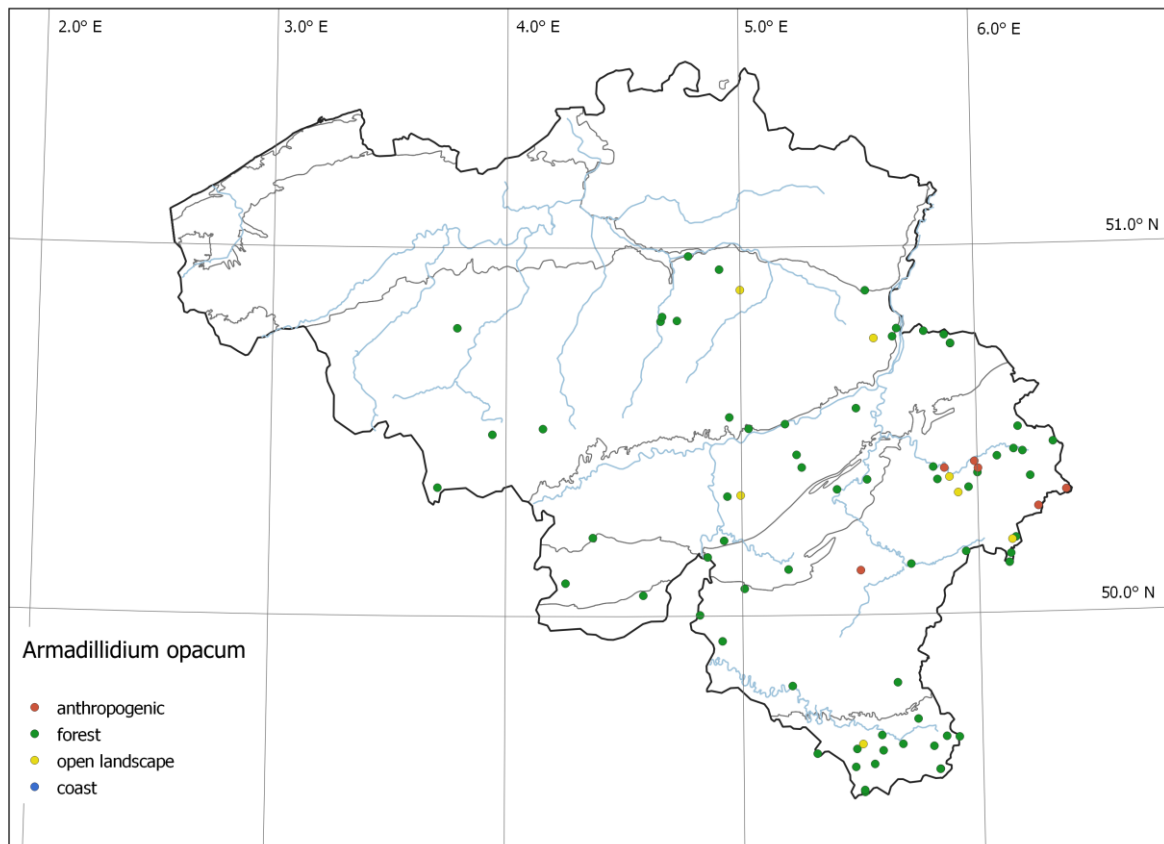 2.0° E 3.0° E 4.0° E 5.0° E 6.0° E
51.0° N
50.0° N
Armadillidium opacum
anthropogenic
forest
open landscape
coast